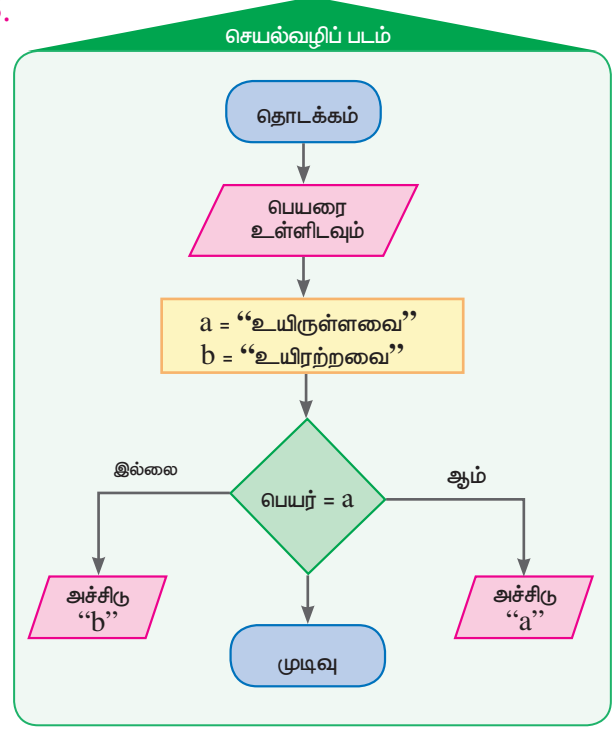 செயல்வழிப் படம்
தொடக்கம்
பெயரை
உள்ளிடவும்
a = “உயிருள்ளவை”
b = “உயிரற்றவை”
இல்லை
ஆம்
பெயர் = a
அச்சிடு
“b”
அச்சிடு
“a”
முடிவு